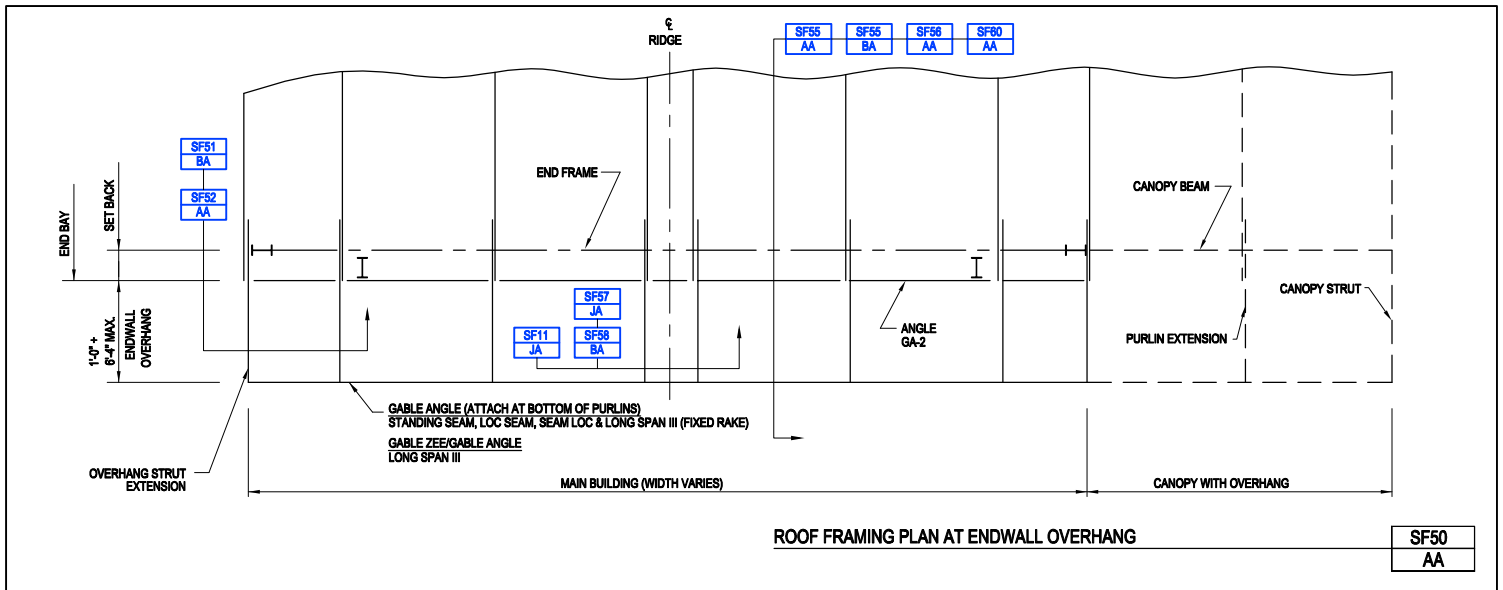 ℄
RIDGE
SF55
AA
SF55
BA
SF56
AA
SF60
AA
SF51
BA
SF52
AA
END BAY
SET BACK
END FRAME
CANOPY BEAM
1'-0" +
6'-4" MAX.
ENDWALL
OVERHANG
SF57
JA
SF11
JA
SF58
BA
ANGLE
GA-2
CANOPY STRUT
PURLIN EXTENSION
GABLE ANGLE (ATTACH AT BOTTOM OF PURLINS)
STANDING SEAM, LOC SEAM, SEAM LOC & LONG SPAN III (FIXED RAKE)
GABLE ZEE/GABLE ANGLE
LONG SPAN III
OVERHANG STRUT
EXTENSION
MAIN BUILDING (WIDTH VARIES)
CANOPY WITH OVERHANG
ROOF FRAMING PLAN AT ENDWALL OVERHANG
SF50
AA